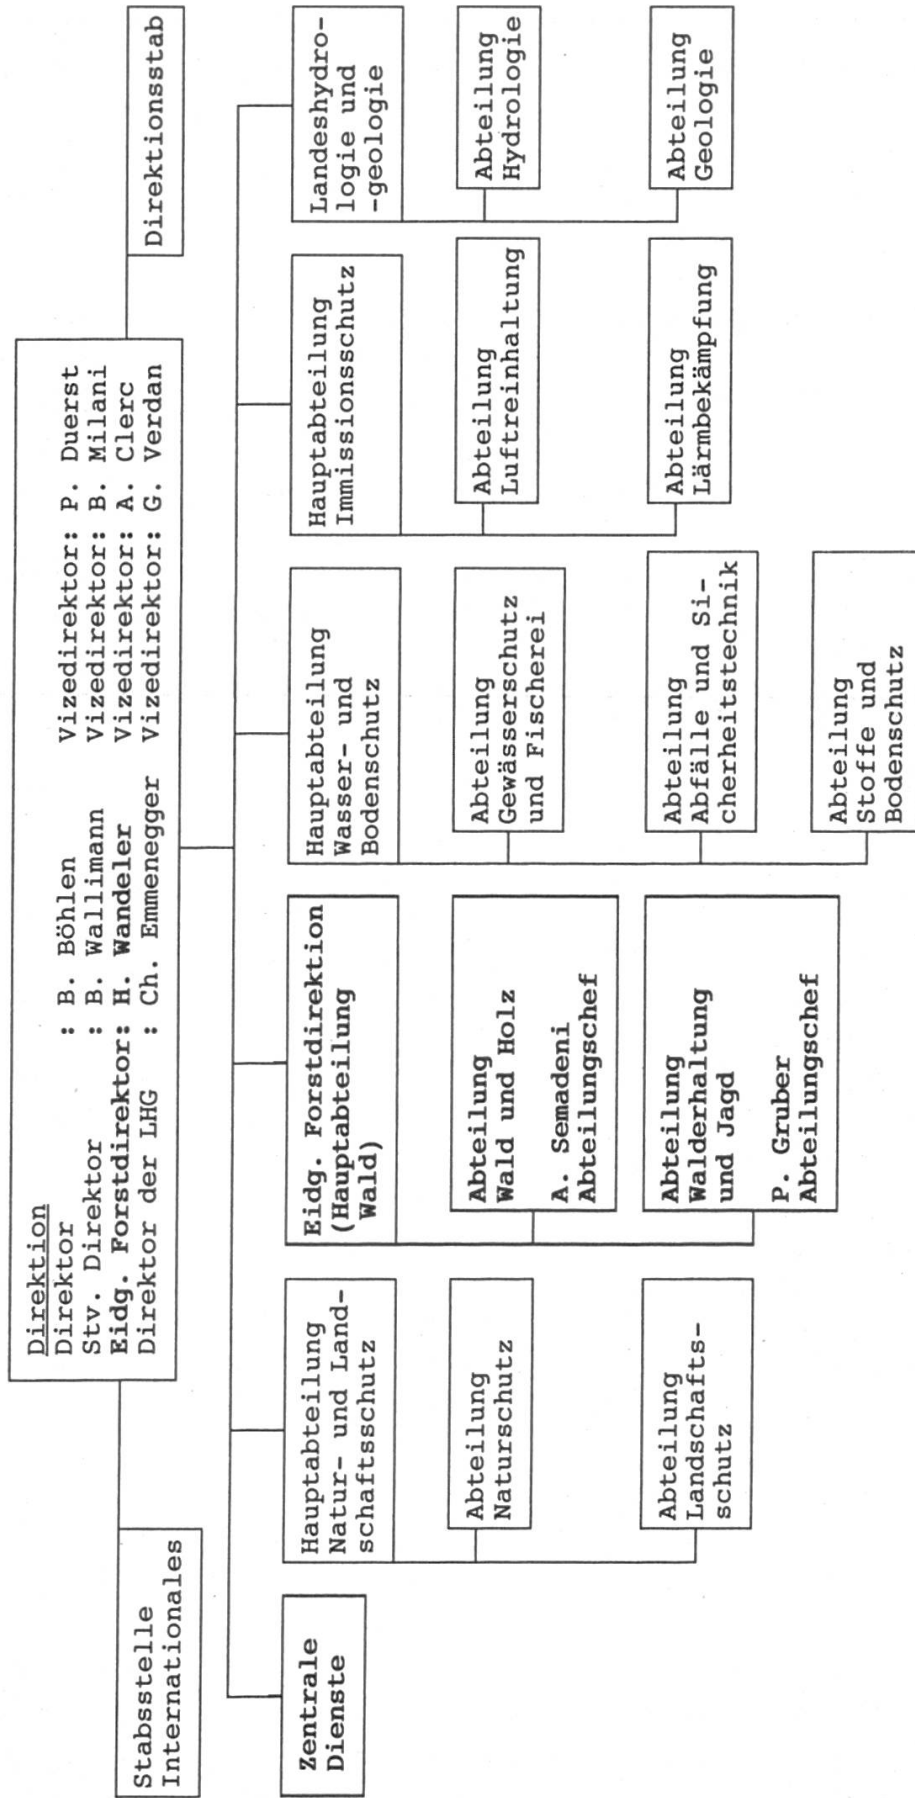 Direktion
Direktor : B. Böhlen Vizedirektor: P. Duerst
Stv. Direktor : B. Wallimann Vizedirektor: B. Milani
Eidg. Forstdirektor: H. Wandeler Vizedirektor: A. Clerc
Direktor der LHG : Ch. Emmenegger Vizedirektor: G. Verdan
Stabsstelle
Internationales
Direktionsstab
Zentrale
Dienste
Hauptabteilung
Natur- und Land-
schaftsschutz
Abteilung
Naturschutz
Abteilung
Landschafts-
schutz
Eidg. Forstdirektion
(Hauptabteilung
Wald)
Abteilung
Wald und Holz
A. Semadeni
Abteilungschef
Abteilung
Walderhaltung
und Jagd
P. Gruber
Abteilungschef
Hauptabteilung
Wasser- und
Bodenschutz
Abteilung
Gewässerschutz
und Fischerei
Abteilung
Abfälle und Si-
cherheitstechnik
Abteilung
Stoffe und
Bodenschutz
Hauptabteilung
Immissionsschutz
Abteilung
Luftreinhaltung
Abteilung
Lärmbekämpfung
Landeshydro-
logie und
-geologie
Abteilung
Hydrologie
Abteilung
Geologie